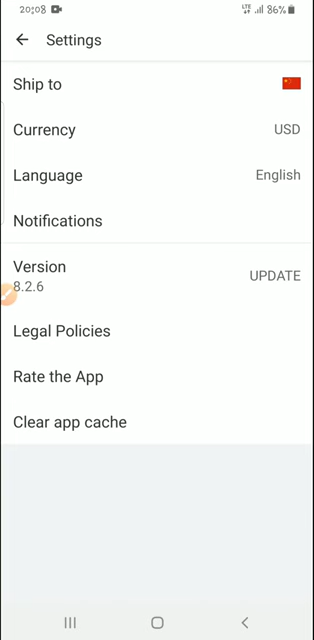 20:08 LTE 86%
Settings
Ship to
Currency USD
Language English
Notifications
Version
8.2.6
UPDATE
Legal Policies
Rate the App
Clear app cache